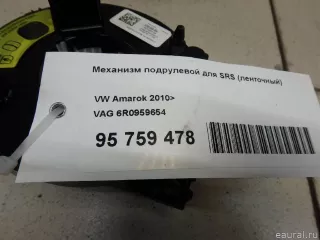 Механизм подрулевой для SRS (ленточный)
VW Amarok 2010>
VAG 6R0959654
95 759 478
eaural.ru